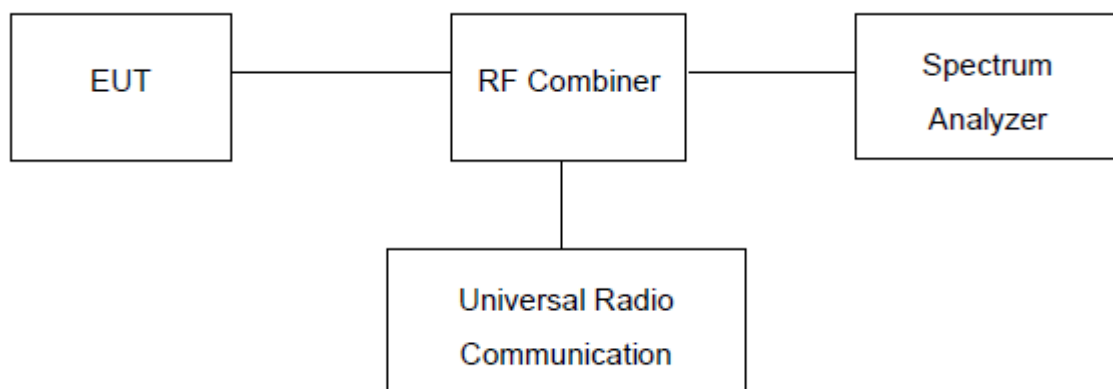 EUT
RF Combiner
Spectrum
Analyzer
Universal Radio
Communication